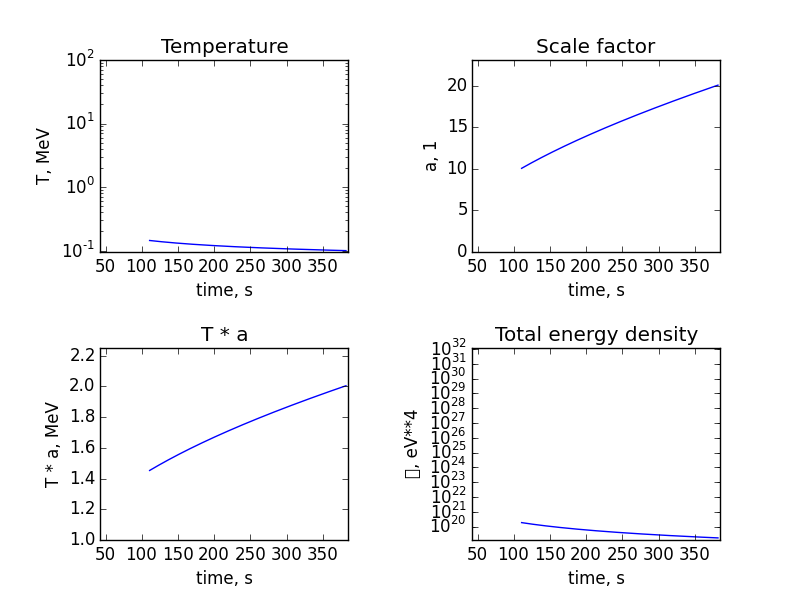 Temperature
T, MeV
10^2
10^1
10^0
10^-1
50 100 150 200 250 300 350
time, s
Scale factor
a, 1
20
15
10
5
0
50 100 150 200 250 300 350
time, s
T * a
T * a, MeV
2.2
2.0
1.8
1.6
1.4
1.2
1.0
50 100 150 200 250 300 350
time, s
Total energy density
▯, eV**4
10^32
10^31
10^30
10^29
10^28
10^27
10^26
10^25
10^24
10^23
10^22
10^21
10^20
50 100 150 200 250 300 350
time, s